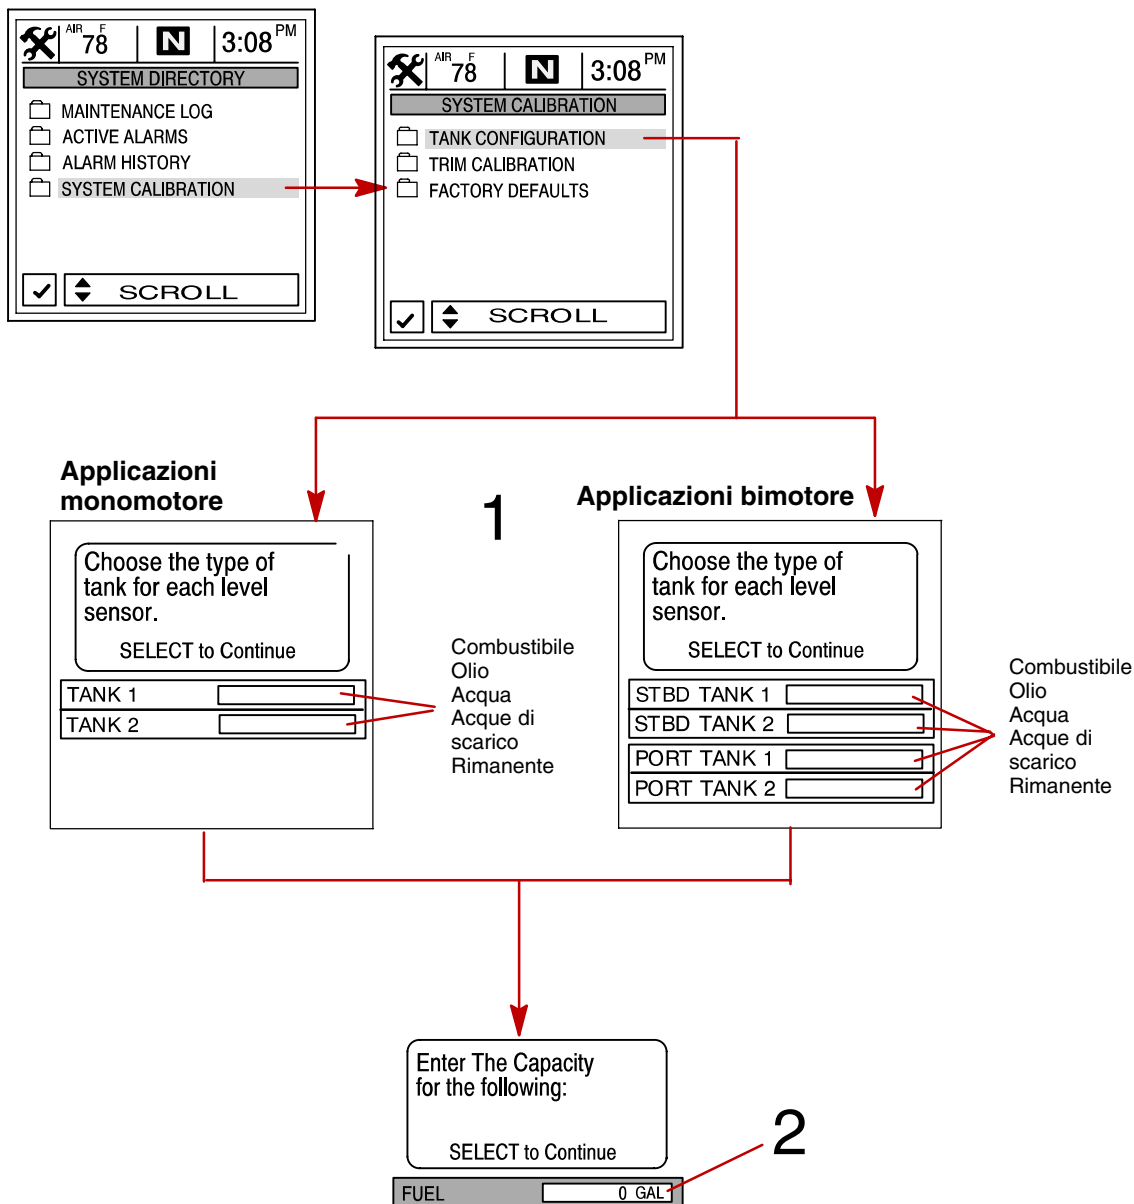 AIR F 78 N 3:08 PM
SYSTEM DIRECTORY
MAINTENANCE LOG
ACTIVE ALARMS
ALARM HISTORY
SYSTEM CALIBRATION
SCROLL
AIR F 78 N 3:08 PM
SYSTEM CALIBRATION
TANK CONFIGURATION
TRIM CALIBRATION
FACTORY DEFAULTS
SCROLL
Applicazioni
monomotore
1
Choose the type of
tank for each level
sensor.
SELECT to Continue
TANK 1
TANK 2
Combustibile
Olio
Acqua
Acque di
scarico
Rimanente
Applicazioni bimotore
Choose the type of
tank for each level
sensor.
SELECT to Continue
STBD TANK 1
STBD TANK 2
PORT TANK 1
PORT TANK 2
Combustibile
Olio
Acqua
Acque di
scarico
Rimanente
Enter The Capacity
for the following:
SELECT to Continue
2
FUEL 0 GAL